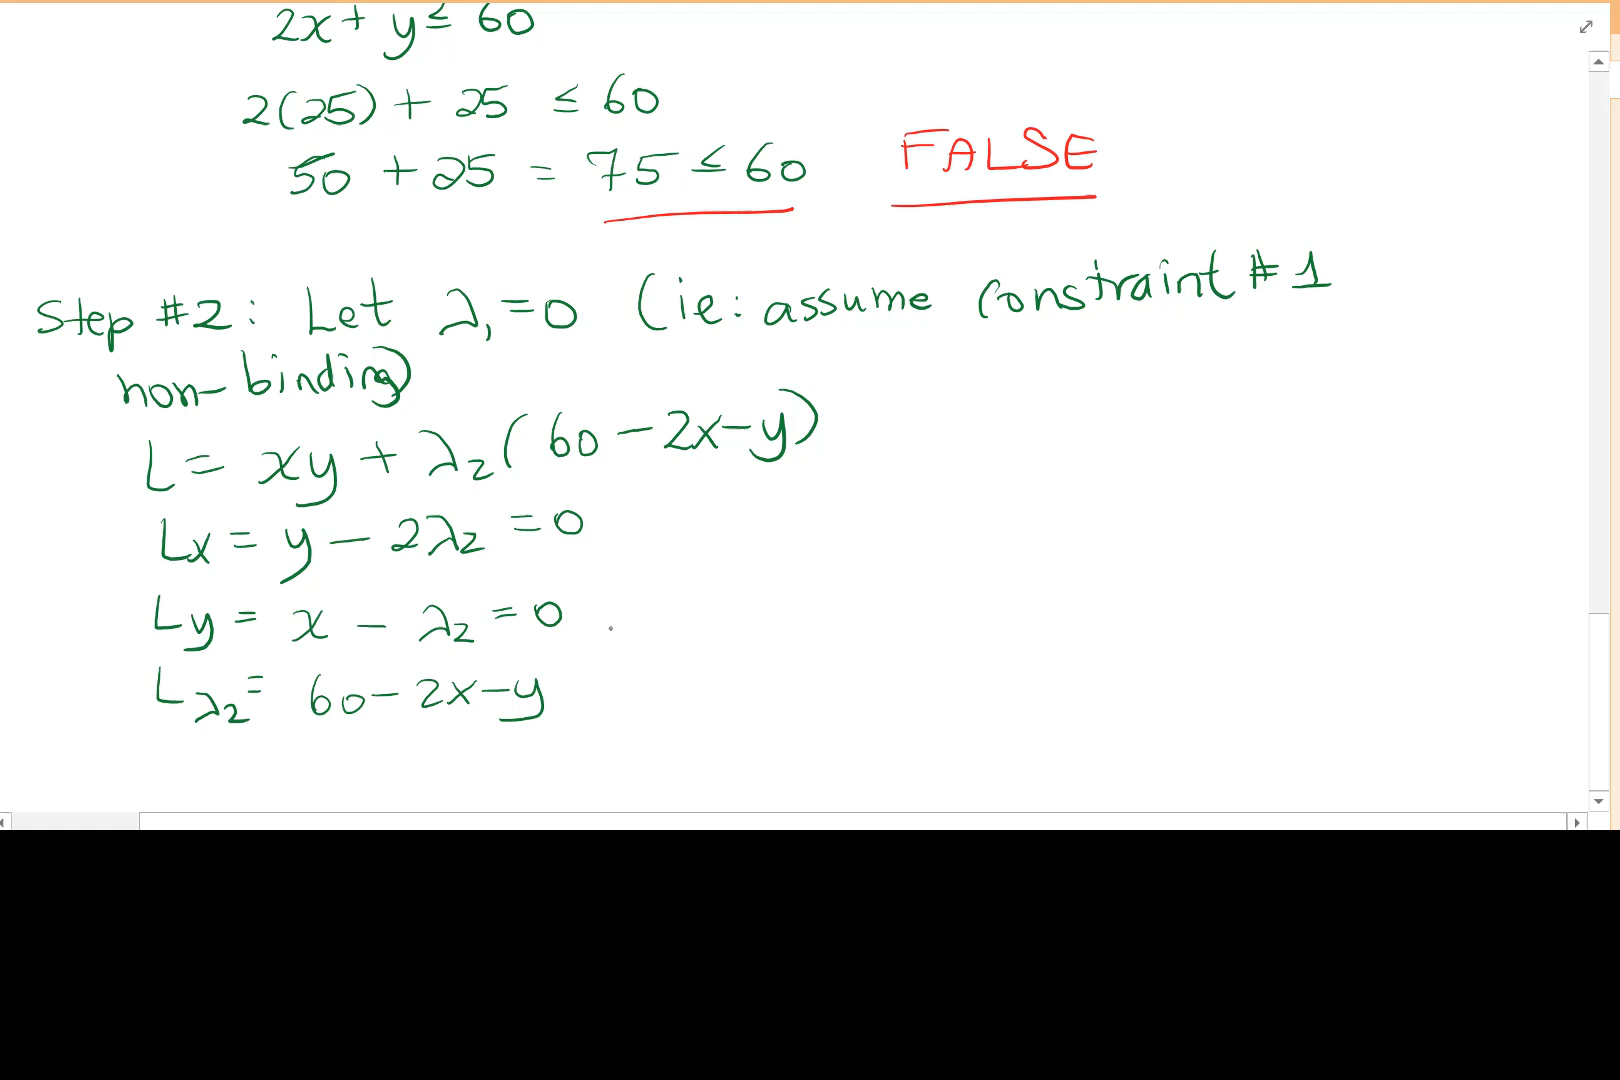 2x + y ≤ 60
2(25) + 25 ≤ 60
50 + 25 = 75 ≤ 60 FALSE
Step #2: Let λ₁ = 0 (ie: assume constraint #1
non-binding)
L = xy + λ₂(60 - 2x - y)
Lx = y - 2λ₂ = 0
Ly = x - λ₂ = 0
Lλ₂ = 60 - 2x - y